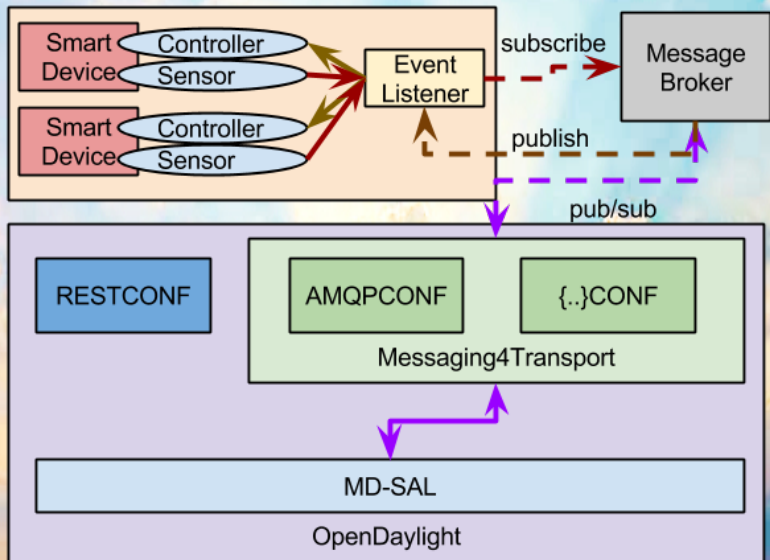 Smart
Device
Controller
Sensor
Event
Listener
subscribe
Message
Broker
Smart
Device
Controller
Sensor
publish
pub/sub
RESTCONF
AMQPCONF
{..}CONF
Messaging4Transport
MD-SAL
OpenDaylight